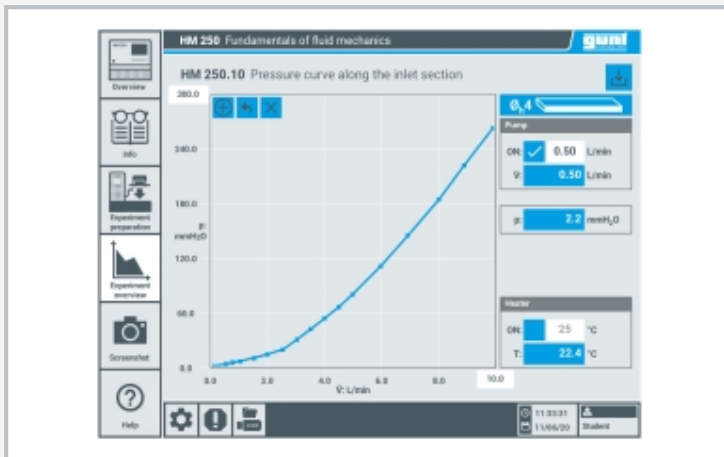 HM 250 Fundamentals of fluid mechanics
gunt
HM 250.10 Pressure curve along the inlet section
Overview
Info
Experiment
preparation
Experiment
overview
Screenshot
Help
300.0
240.0
180.0
p:
mmH₂O
120.0
60.0
0.0
0.0 2.0 4.0 6.0 8.0 10.0
V̇: L/min
Øₕ4
Pump
ON: 0.50 L/min
V̇: 0.50 L/min
p: 2.2 mmH₂O
Heater
ON: 25 °C
T: 22.4 °C
11:33:31
11/06/20
Student